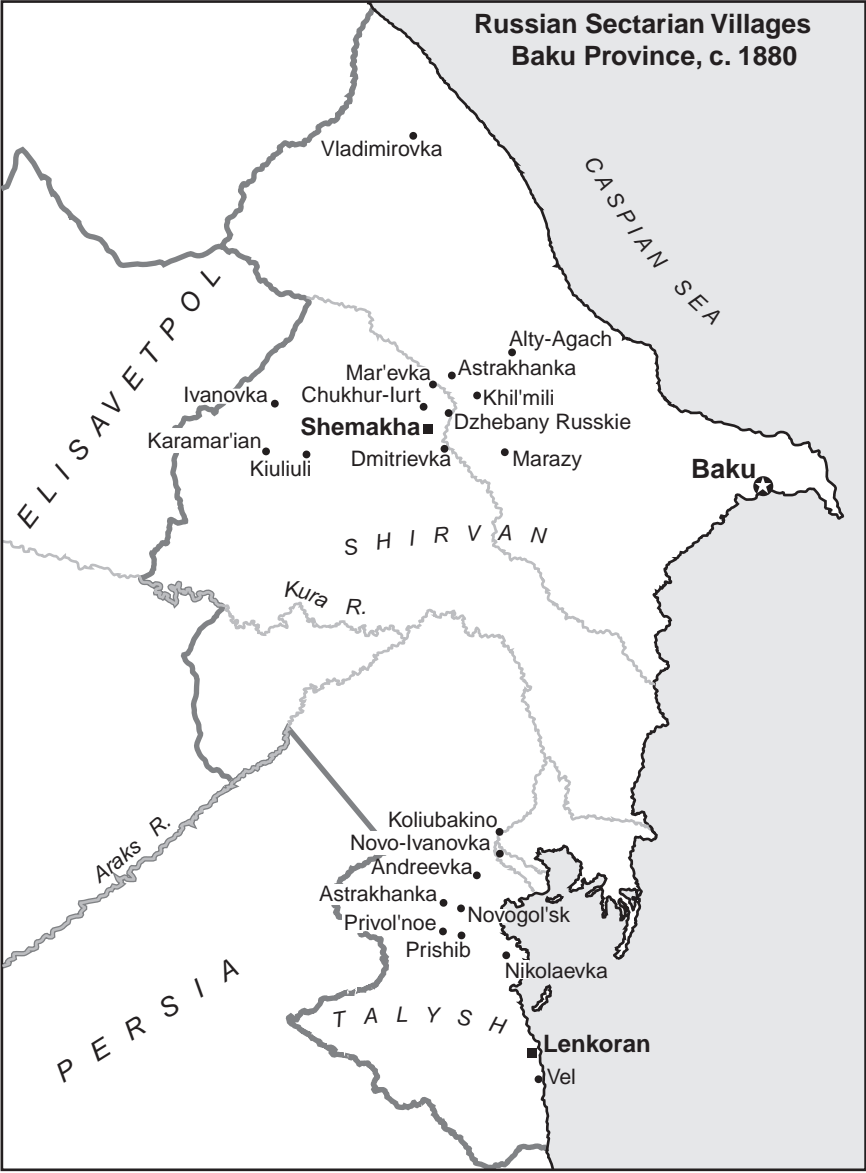 Russian Sectarian Villages
Baku Province, c. 1880
Vladimirovka
CASPIAN SEA
ELISAVETPOL
Alty-Agach
Mar'evka
Astrakhanka
Ivanovka
Chukhur-Iurt
Khil'mili
Shemakha
Dzhebany Russkie
Karamar'ian
Kiuliuli
Dmitrievka
Marazy
Baku
SHIRVAN
Kura R.
Araks R.
Koliubakino
Novo-Ivanovka
Andreevka
Astrakhanka
Novogol'sk
Privol'noe
Prishib
Nikolaevka
PERSIA
TALYSH
Lenkoran
Vel